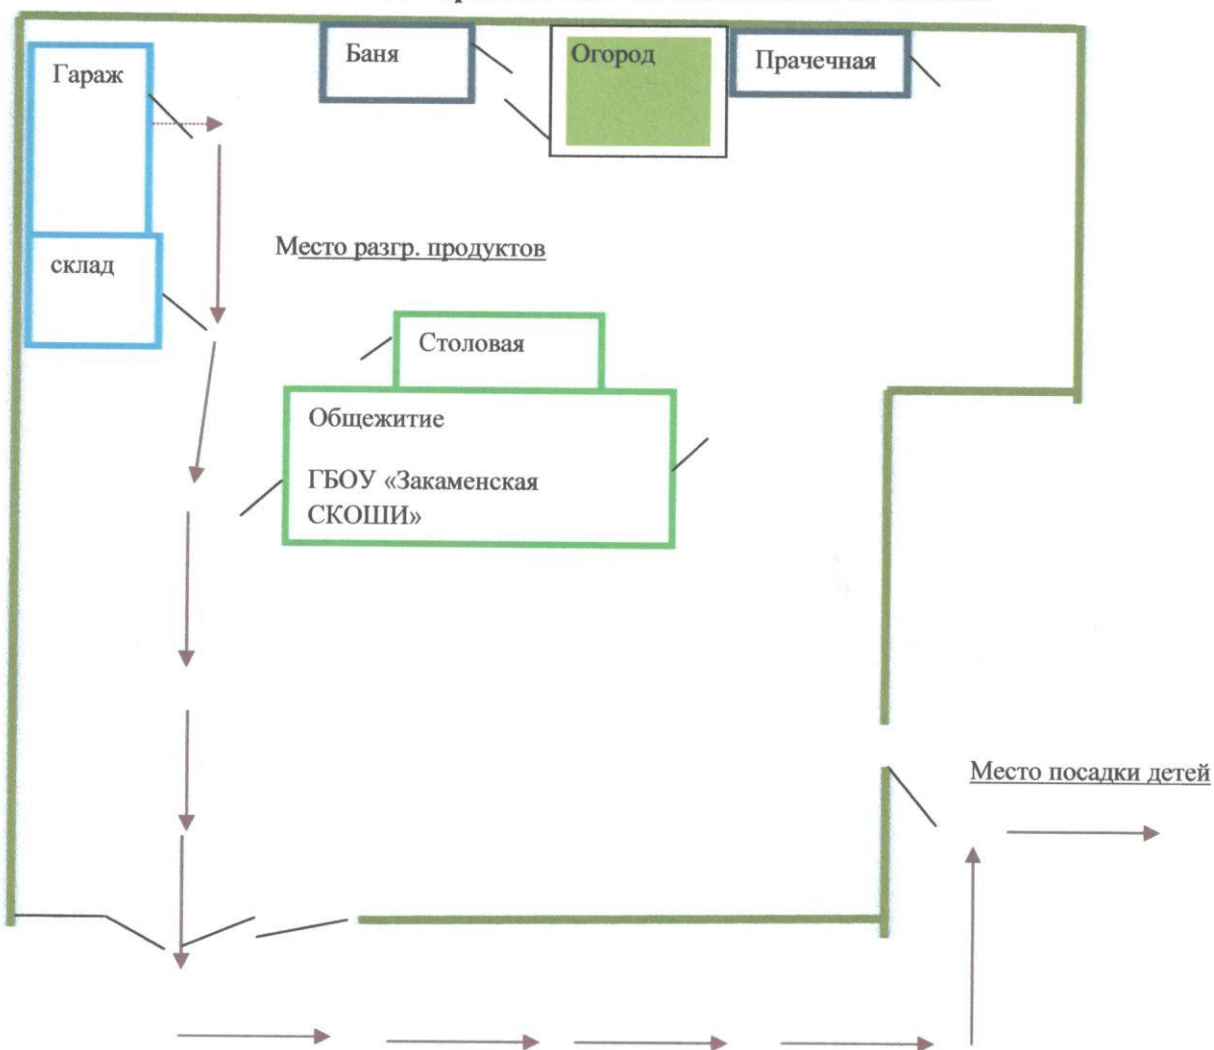 Баня
Огород
Прачечная
Гараж
Место разгр. продуктов
склад
Столовая
Общежитие
ГБОУ «Закаменская
СКОШИ»
Место посадки детей